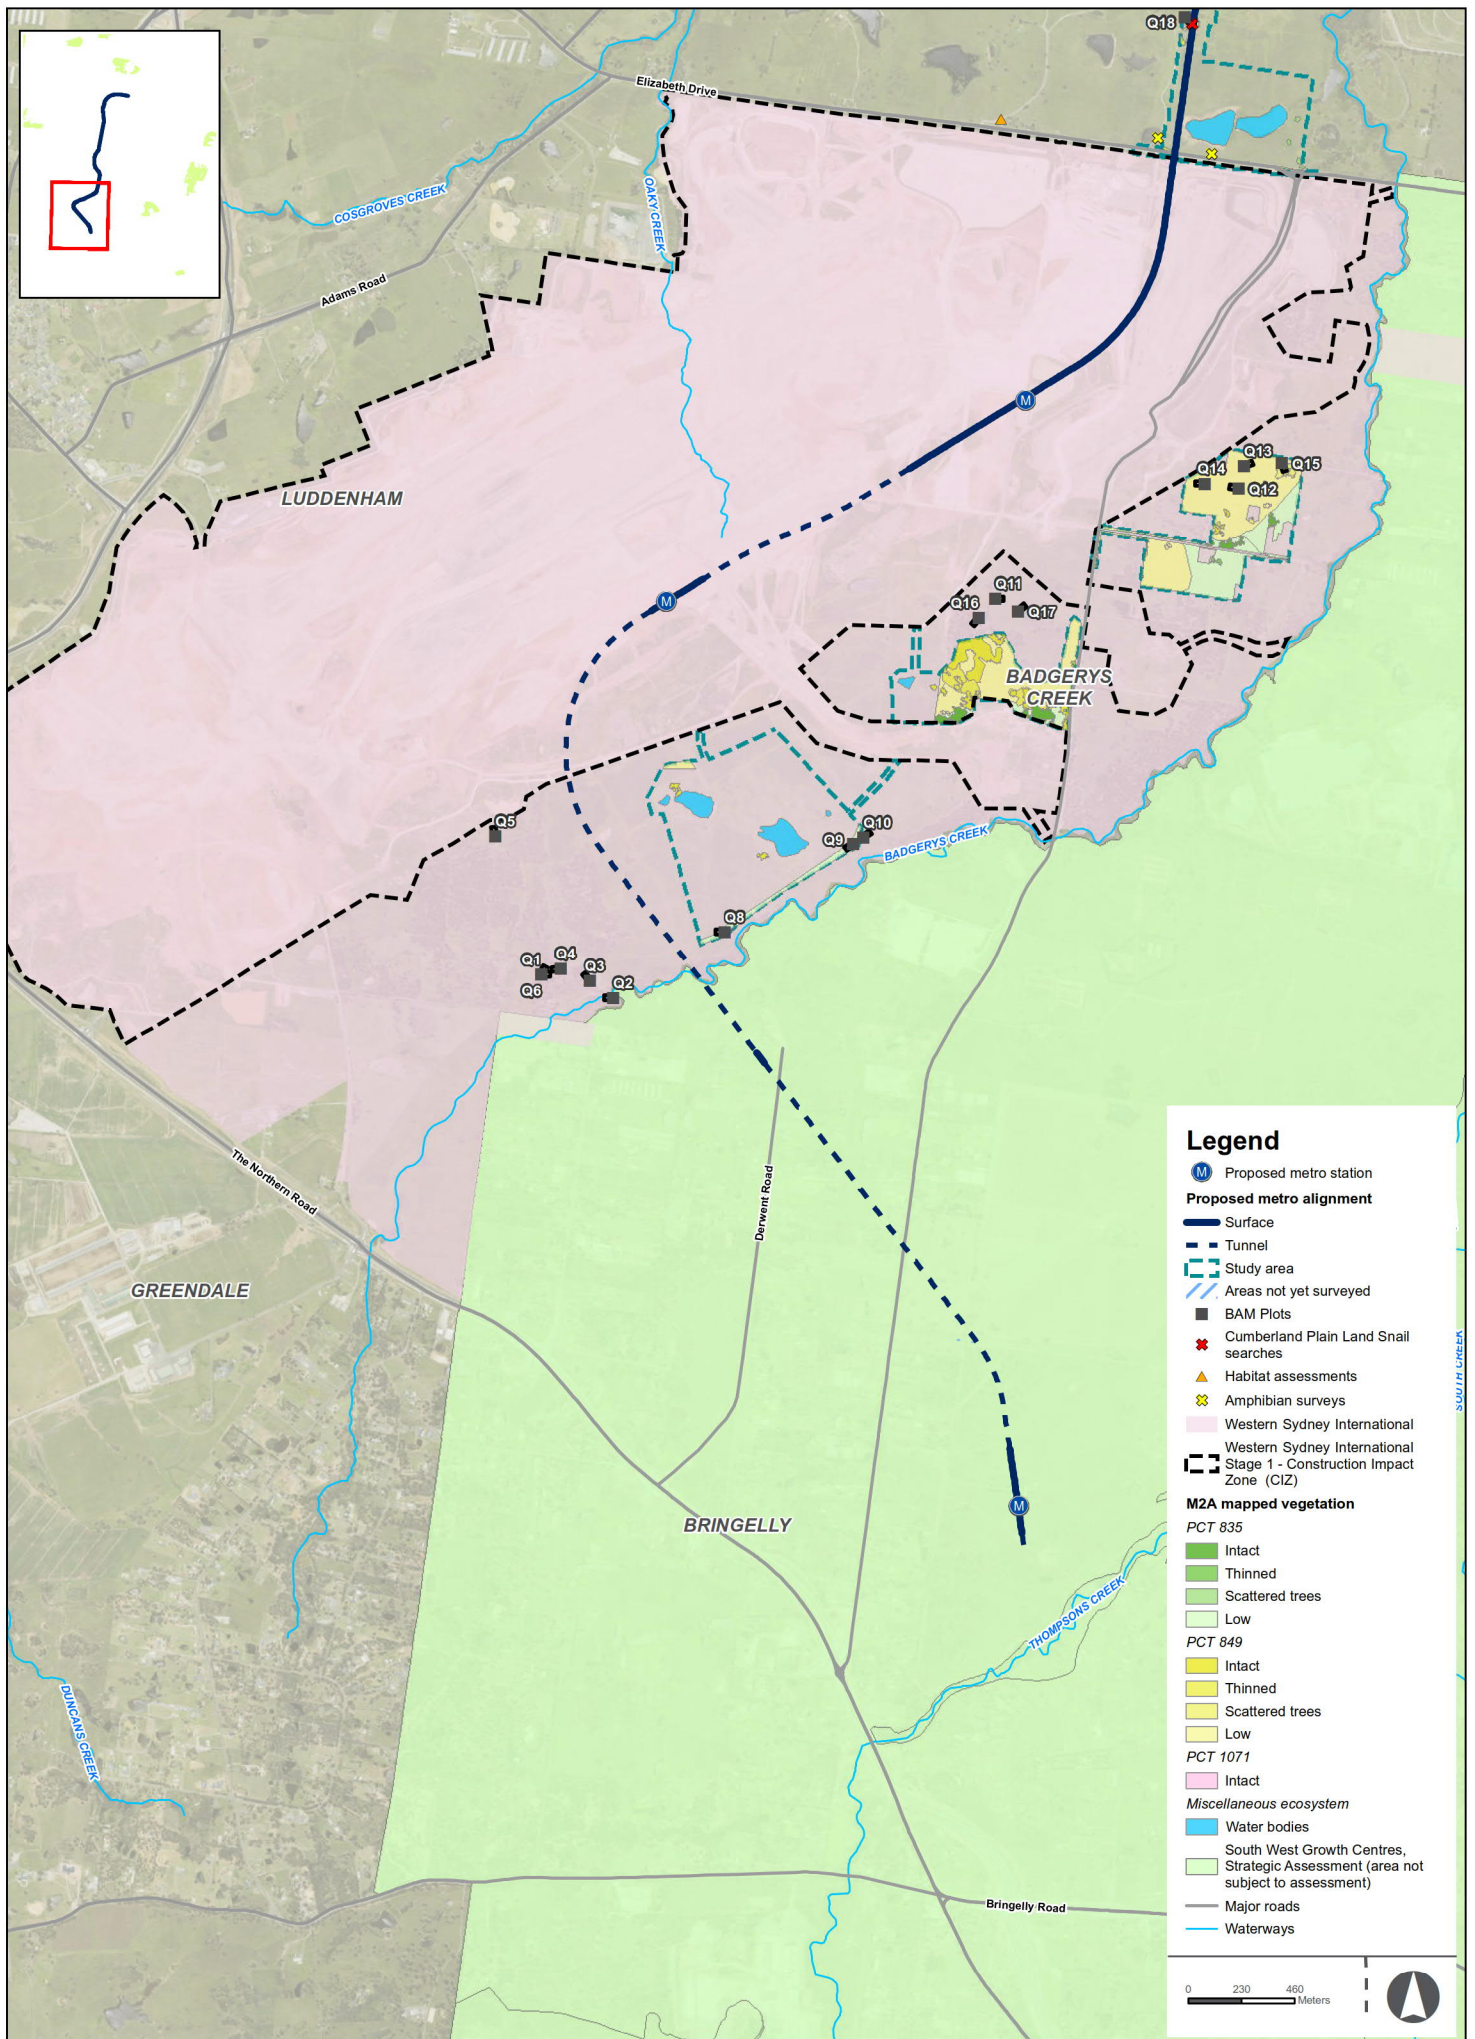 Q18
Elizabeth Drive
OAKY CREEK
COSGROVES CREEK
Adams Road
M
Q13
Q14
Q15
Q12
LUDDENHAM
M
Q11
Q16
Q17
BADGERYS
CREEK
Q5
Q10
Q9
BADGERYS CREEK
Q8
Q1
Q4
Q3
Q6
Q2
The Northern Road
Derwent Road
GREENDALE
M
BRINGELLY
THOMPSONS CREEK
DUNCANS CREEK
Bringelly Road
SOUTH CREEK
Legend
M Proposed metro station
Proposed metro alignment
Surface
Tunnel
Study area
Areas not yet surveyed
BAM Plots
Cumberland Plain Land Snail
searches
Habitat assessments
Amphibian surveys
Western Sydney International
Western Sydney International
Stage 1 - Construction Impact
Zone (CIZ)
M2A mapped vegetation
PCT 835
Intact
Thinned
Scattered trees
Low
PCT 849
Intact
Thinned
Scattered trees
Low
PCT 1071
Intact
Miscellaneous ecosystem
Water bodies
South West Growth Centres,
Strategic Assessment (area not
subject to assessment)
Major roads
Waterways
0 230 460
Meters